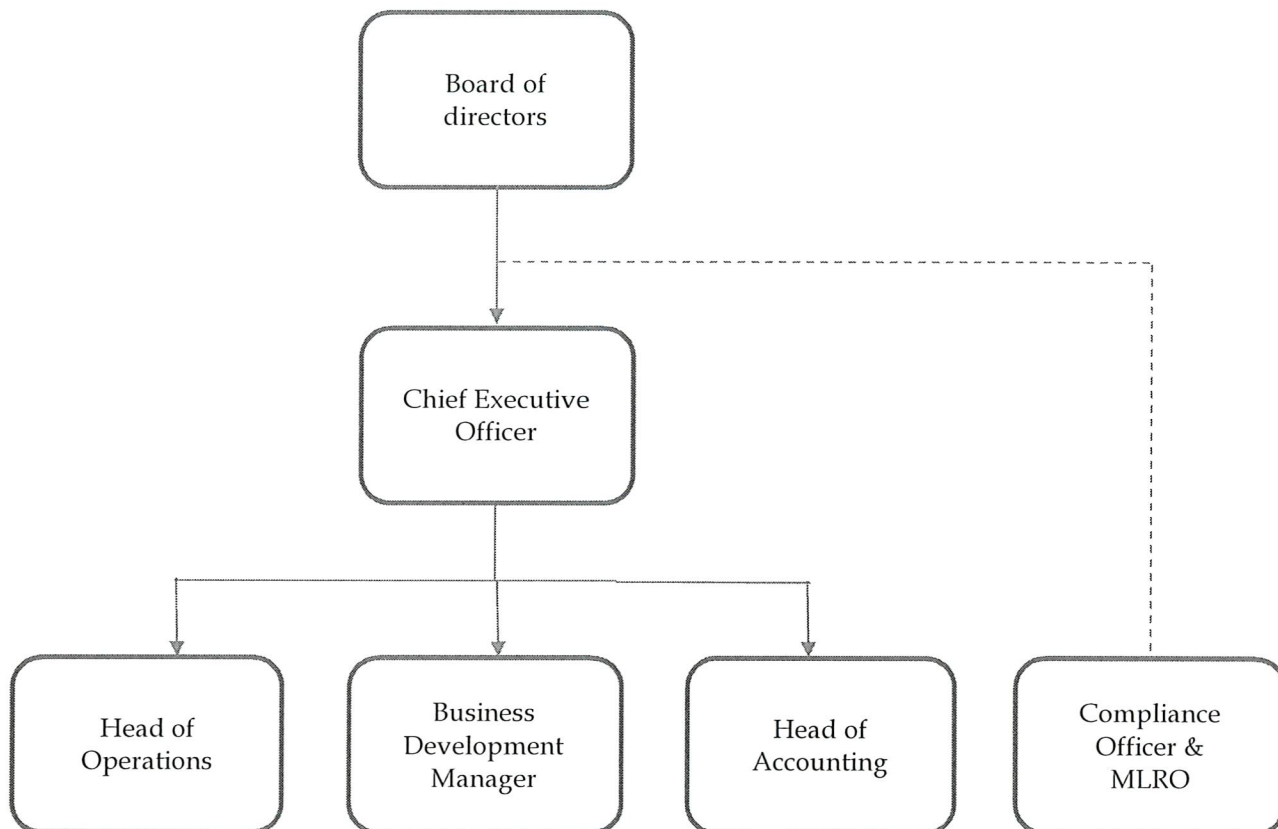 Board of
directors
Chief Executive
Officer
Head of
Operations
Business
Development
Manager
Head of
Accounting
Compliance
Officer &
MLRO